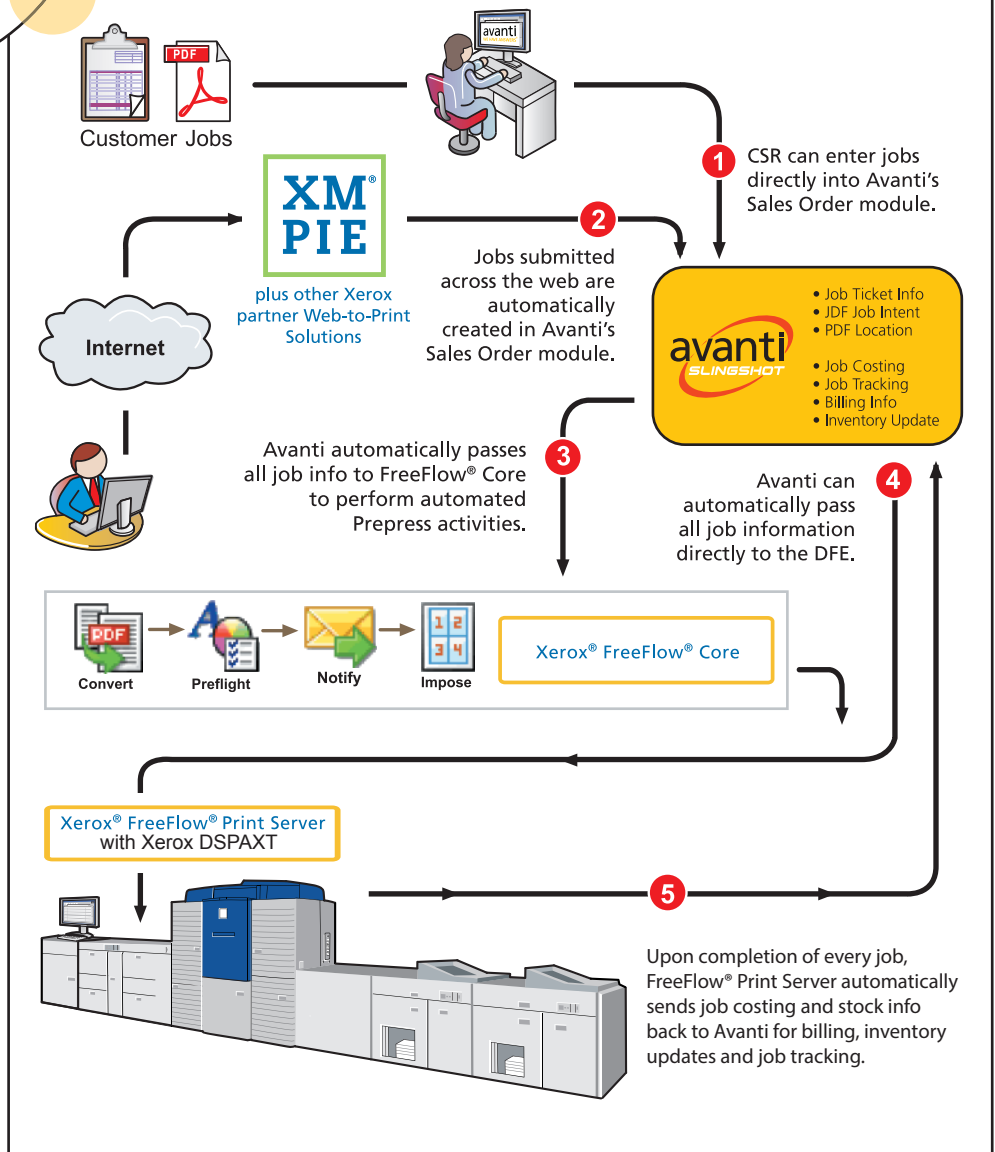 PDF
Customer Jobs
avanti
1
CSR can enter jobs
directly into Avanti's
Sales Order module.
XM®
PIE
plus other Xerox
partner Web-to-Print
Solutions
2
Jobs submitted
across the web are
automatically
created in Avanti's
Sales Order module.
Internet
avanti
SLINGSHOT
• Job Ticket Info
• JDF Job Intent
• PDF Location
• Job Costing
• Job Tracking
• Billing Info
• Inventory Update
Avanti automatically passes
all job info to FreeFlow® Core
to perform automated
Prepress activities.
3
Avanti can
automatically pass
all job information
directly to the DFE.
4
PDF
Convert
A
Preflight
Notify
1 2
3 4
Impose
Xerox® FreeFlow® Core
Xerox® FreeFlow® Print Server
with Xerox DSPAXT
5
Upon completion of every job,
FreeFlow® Print Server automatically
sends job costing and stock info
back to Avanti for billing, inventory
updates and job tracking.